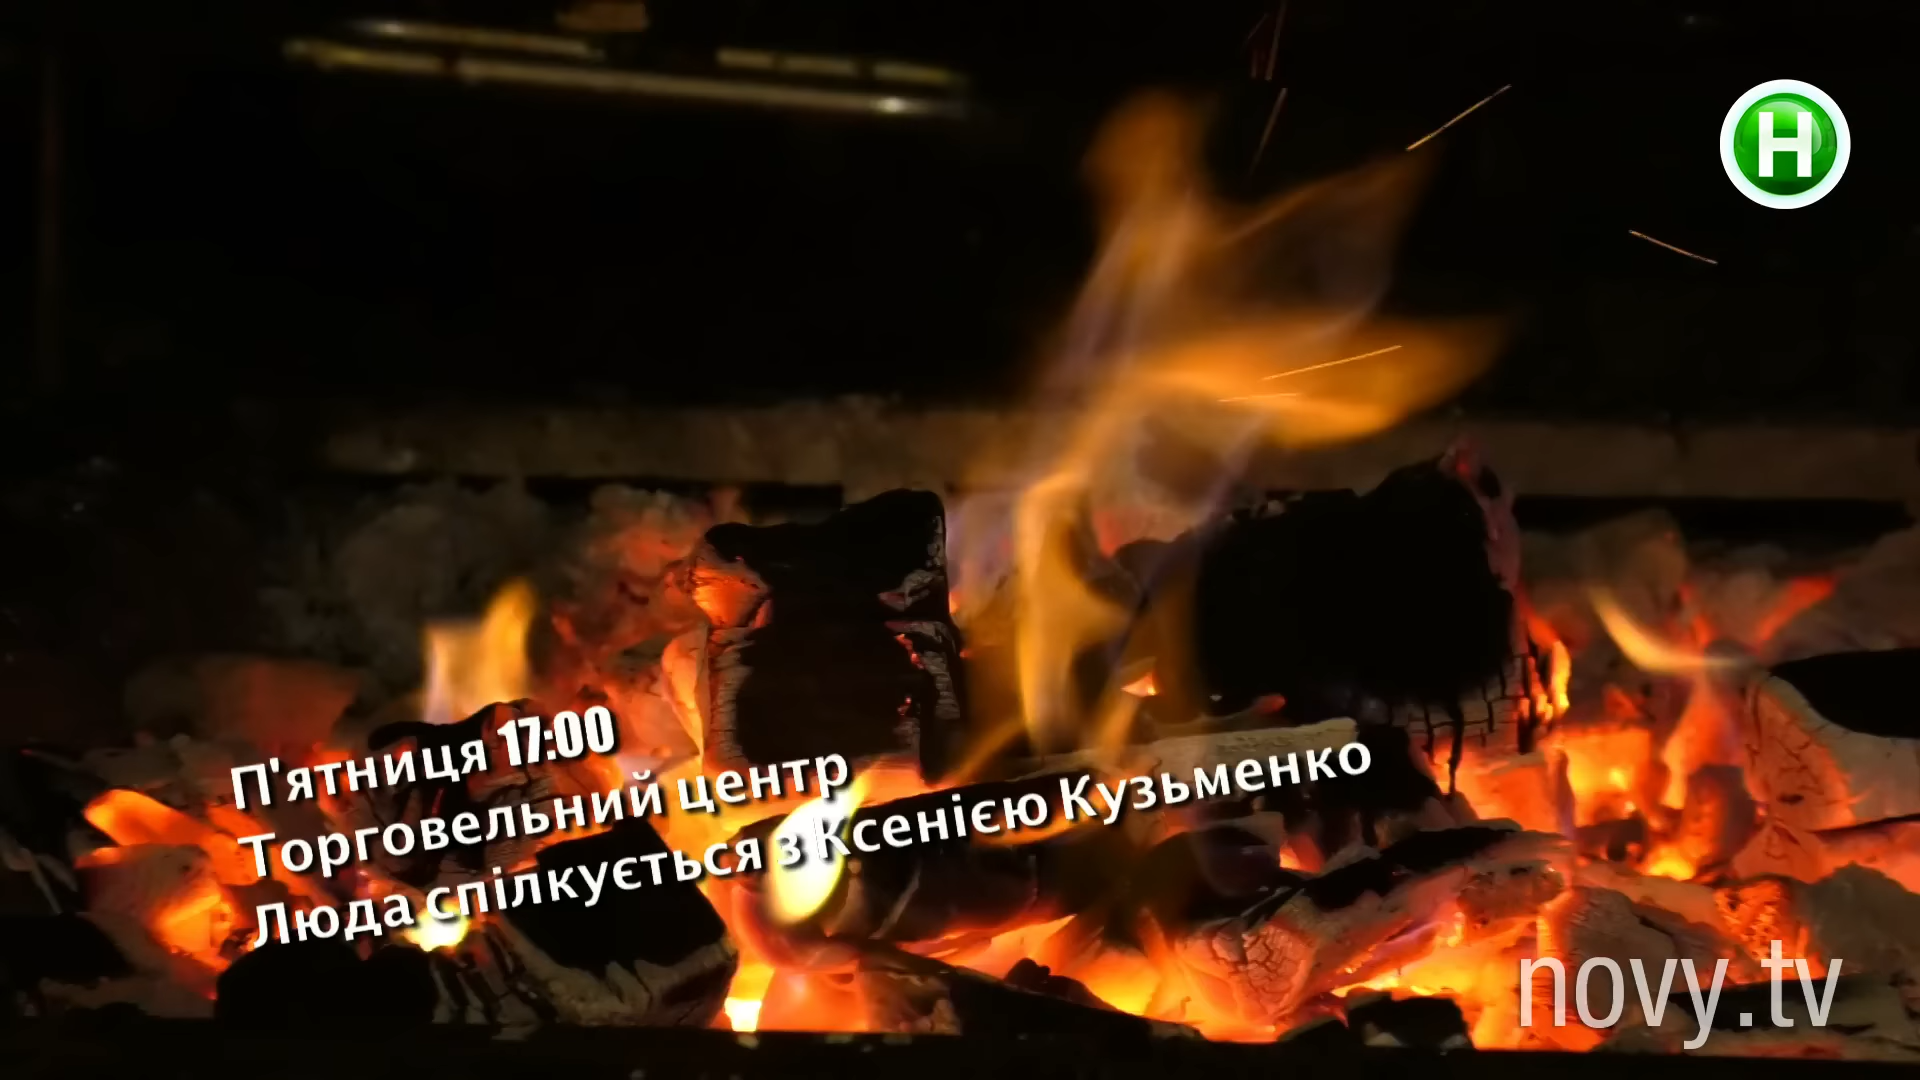 Н
П'ятниця 17:00
Торговельний центр
Люда спілкується з Ксенією Кузьменко
novy.tv